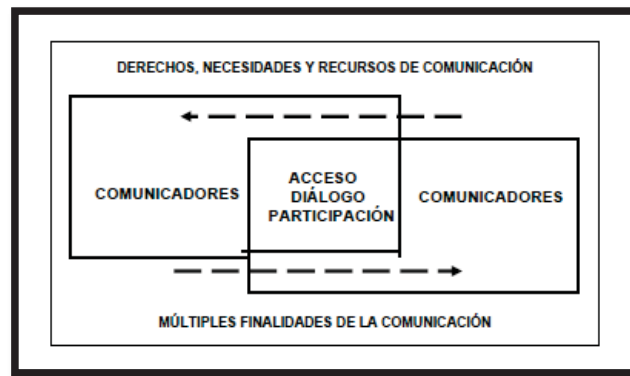 DERECHOS, NECESIDADES Y RECURSOS DE COMUNICACIÓN
COMUNICADORES
ACCESO
DIÁLOGO
PARTICIPACIÓN
COMUNICADORES
MÚLTIPLES FINALIDADES DE LA COMUNICACIÓN